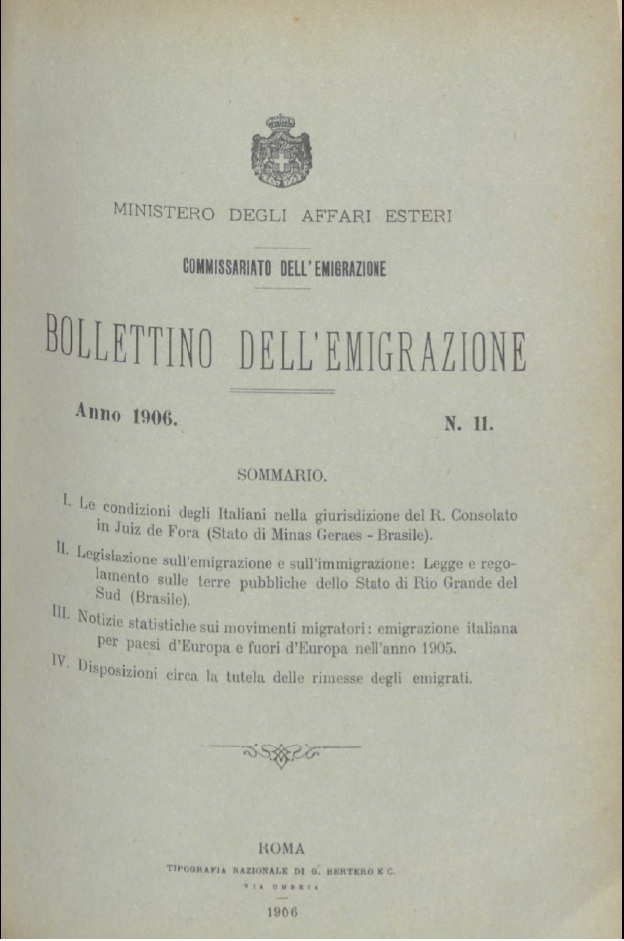 MINISTERO DEGLI AFFARI ESTERI
COMMISSARIATO DELL'EMIGRAZIONE
BOLLETTINO DELL'EMIGRAZIONE
Anno 1906.
N. 11.
SOMMARIO.
I. Le condizioni degli Italiani nella giurisdizione del R. Consolato
in Juiz de Fora (Stato di Minas Geraes - Brasile).
II. Legislazione sull'emigrazione e sull'immigrazione: Legge e rego-
lamento sulle terre pubbliche dello Stato di Rio Grande del
Sud (Brasile).
III. Notizie statistiche sui movimenti migratori: emigrazione italiana
per paesi d'Europa e fuori d'Europa nell'anno 1905.
IV. Disposizioni circa la tutela delle rimesse degli emigrati.
ROMA
TIPOGRAFIA NAZIONALE DI G. BERTERO E C.
VIA UMBRIA
1906